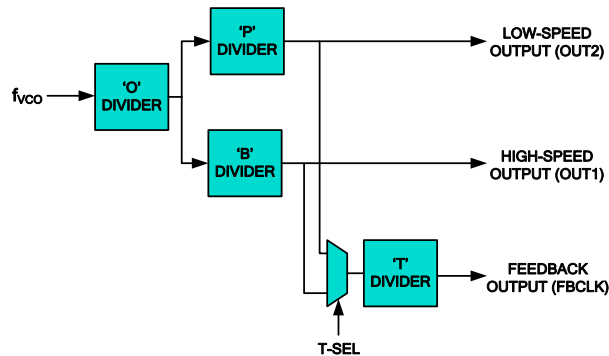 'P'
DIVIDER
LOW-SPEED
OUTPUT (OUT2)
fVCO
'O'
DIVIDER
'B'
DIVIDER
HIGH-SPEED
OUTPUT (OUT1)
'T'
DIVIDER
FEEDBACK
OUTPUT (FBCLK)
T-SEL